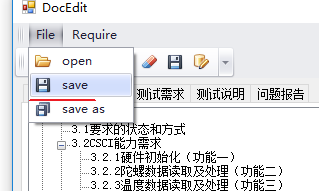 DocEdit
File Require
open
save
save as
测试需求 测试说明 问题报告
3.1要求的状态和方式
3.2CSCI能力需求
3.2.1硬件初始化（功能一）
3.2.2陀螺数据读取及处理（功能二）
3.2.3温度数据读取及处理（功能三）